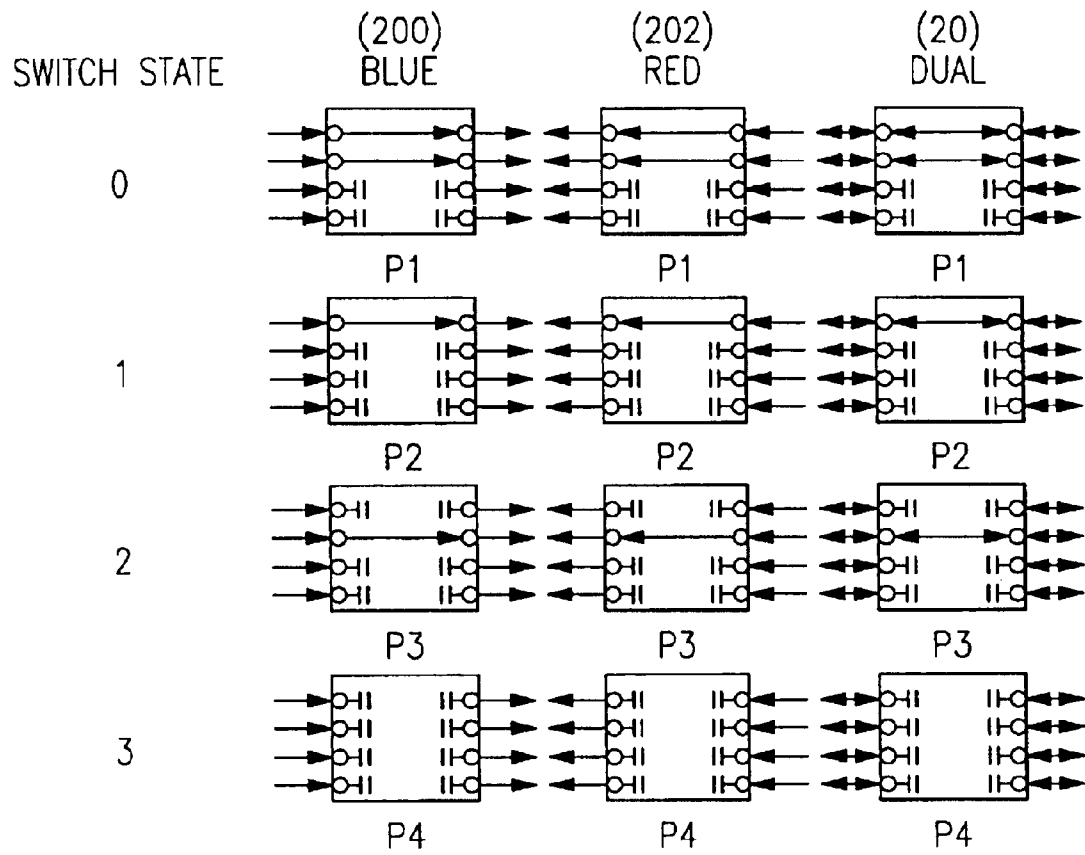 (200) (202) (20)
SWITCH STATE BLUE RED DUAL
0
P1 P1 P1
1
P2 P2 P2
2
P3 P3 P3
3
P4 P4 P4